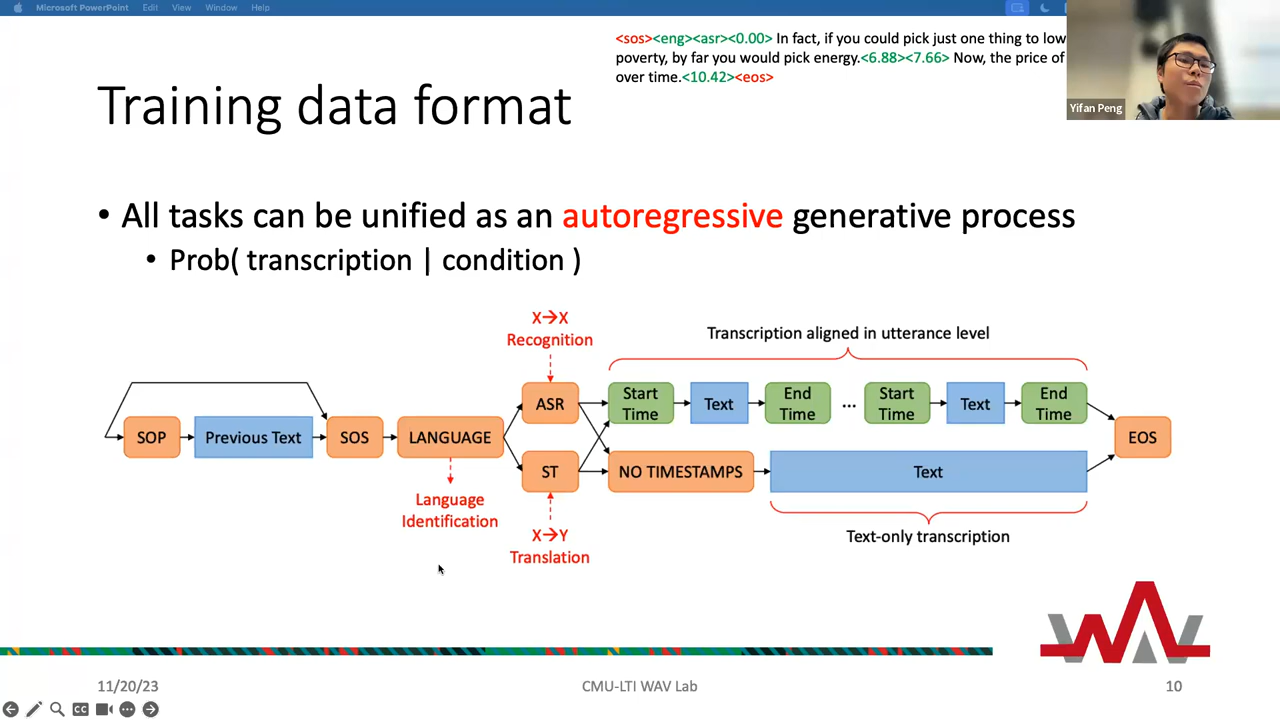 Microsoft PowerPoint Edit View Window Help
<sos><eng><asr><0.00> In fact, if you could pick just one thing to low
poverty, by far you would pick energy.<6.88><7.66> Now, the price of
over time.<10.42><eos>
Yifan Peng
Training data format
• All tasks can be unified as an autoregressive generative process
• Prob( transcription | condition )
X→X
Recognition
Transcription aligned in utterance level
ASR
Start
Time
Text
End
Time
...
Start
Time
Text
End
Time
SOP
Previous Text
SOS
LANGUAGE
EOS
ST
NO TIMESTAMPS
Text
Language
Identification
X→Y
Translation
Text-only transcription
WAV
11/20/23
CMU-LTI WAV Lab
10
CC